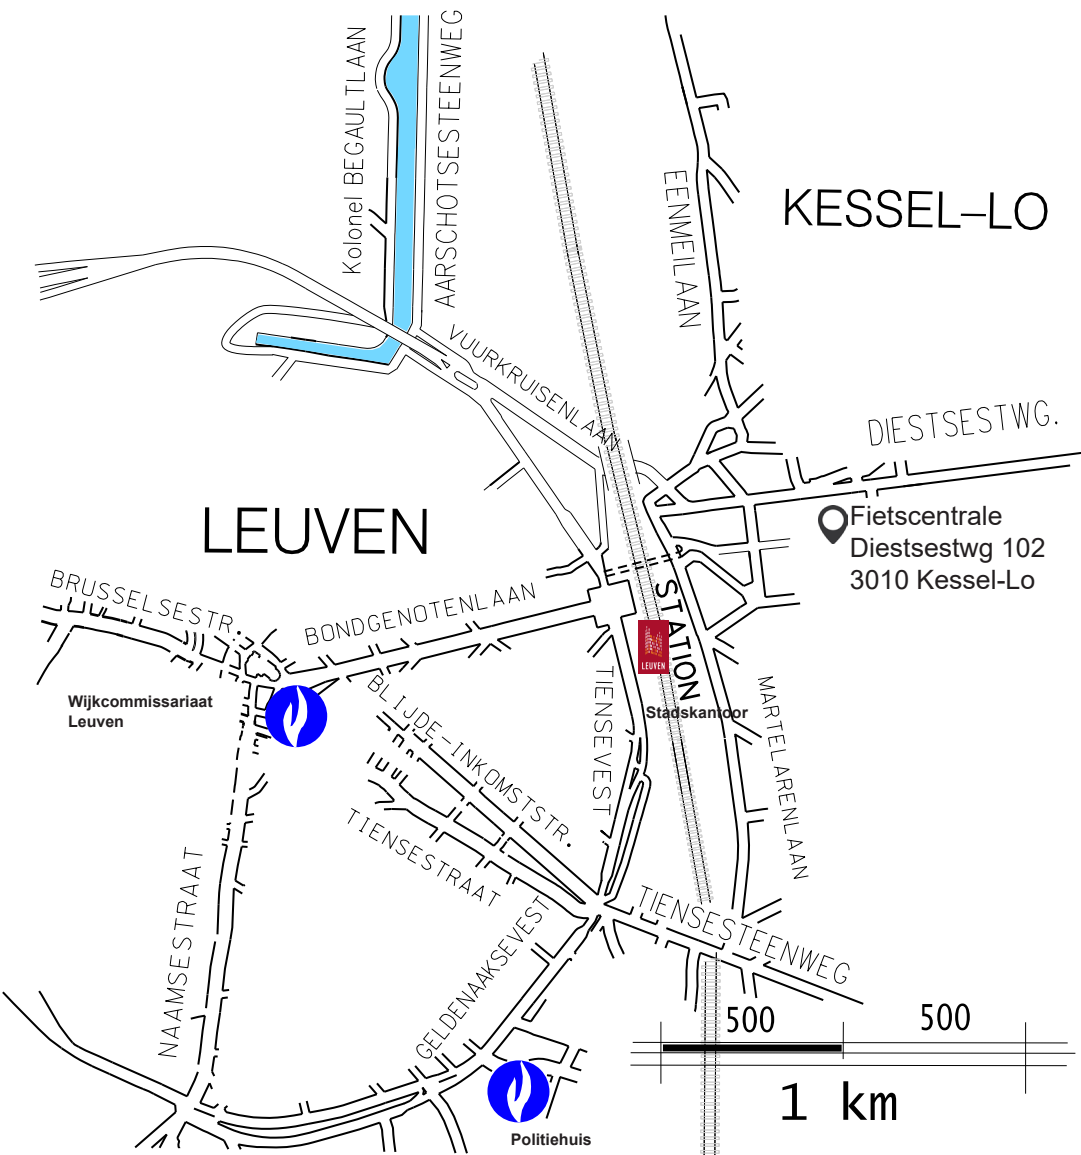 Kolonel BEGAULTLAAN
AARSCHOTSESTEENWEG
EENMEILAAN
KESSEL-LO
VUURKRUISENLAAN
DIESTSESTWG.
LEUVEN
Fietscentrale
Diestsestwg 102
3010 Kessel-Lo
BRUSSELSESTR.
BONDGENOTENLAAN
STATION
LEUVEN
Stadskantoor
Wijkcommissariaat
Leuven
BLIJDE-INKOMSTSTR.
TIENSEVEST
MARTELARENLAAN
TIENSESTRAAT
NAAMSESTRAAT
GELDENAAKSEVEST
TIENSESTEENWEG
500
500
1 km
Politiehuis